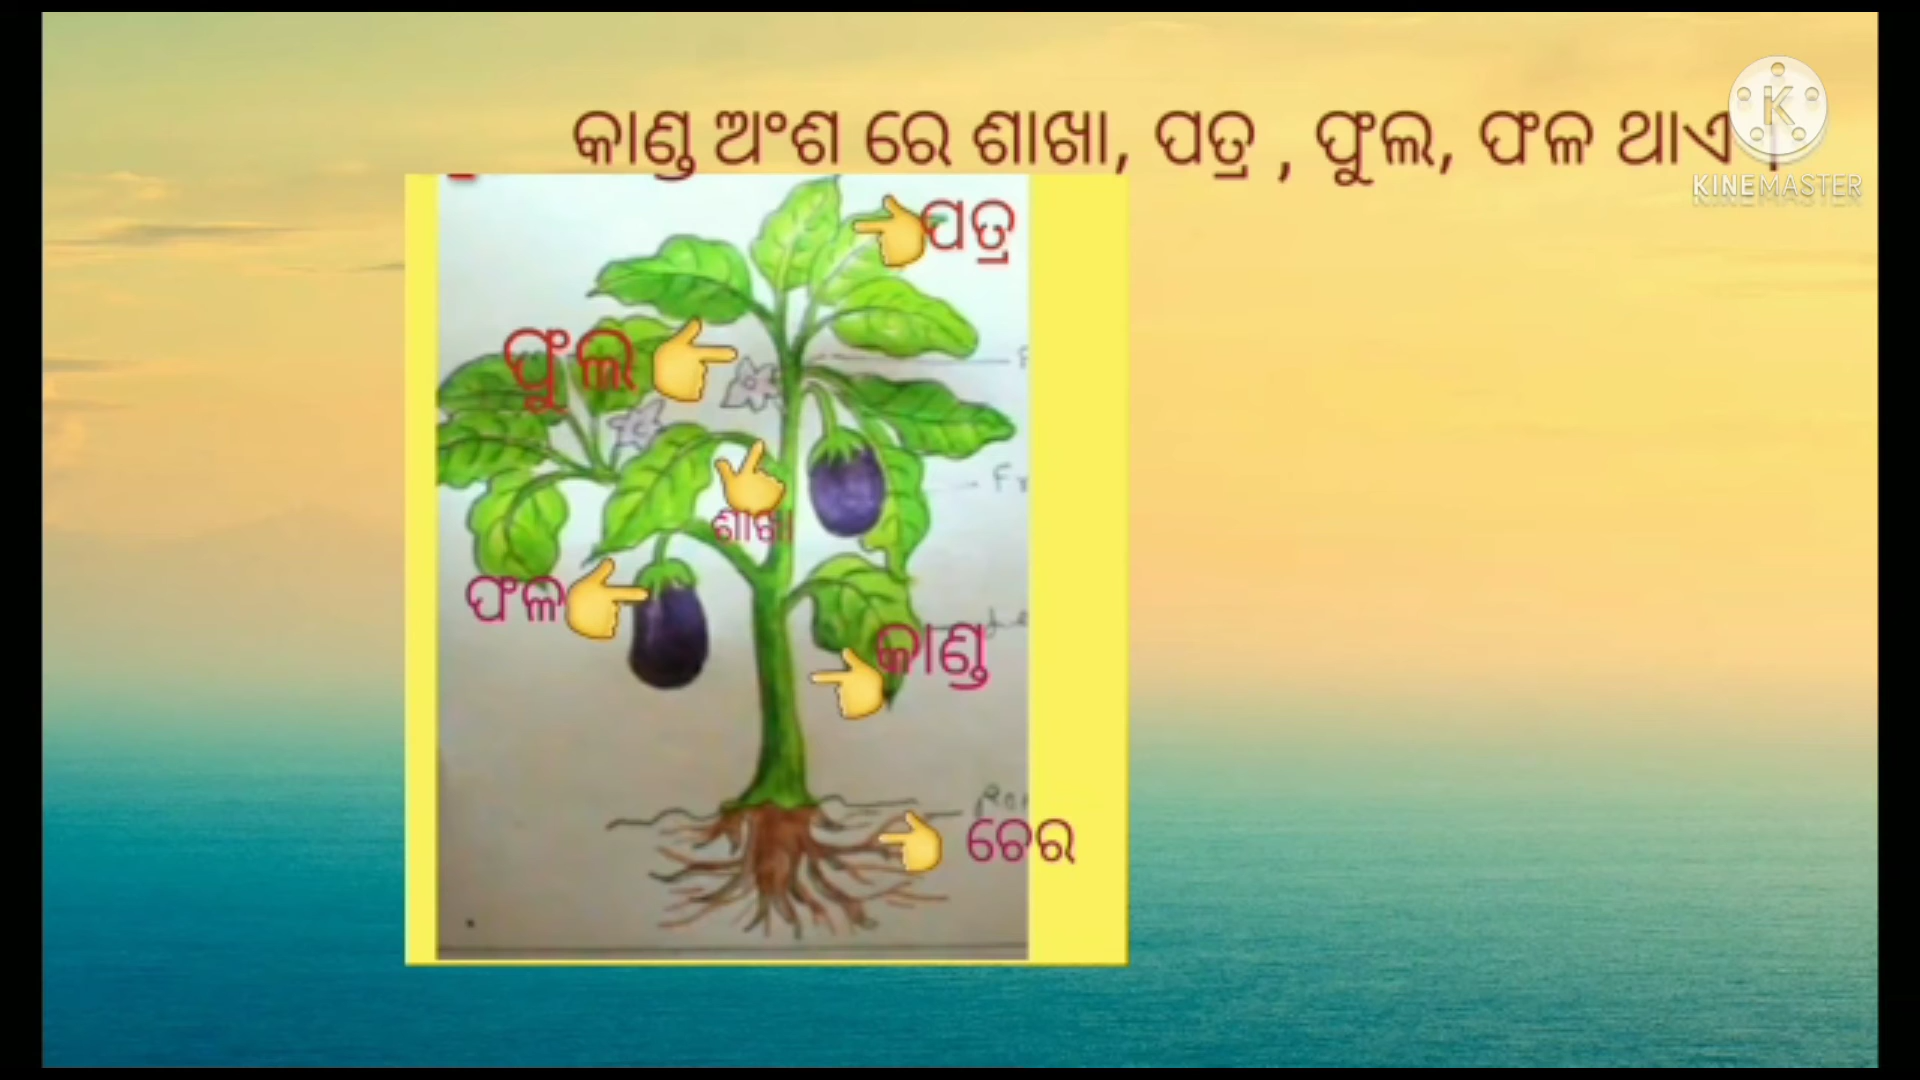 କାଣ୍ଡ ଅଂଶ ରେ ଶାଖା, ପତ୍ର , ଫୁଲ, ଫଳ ଥାଏ ।
KINEMASTER
ପତ୍ର
ଫୁଲ
ଶାଖା
ଫଳ
କାଣ୍ଡ
ଚେର